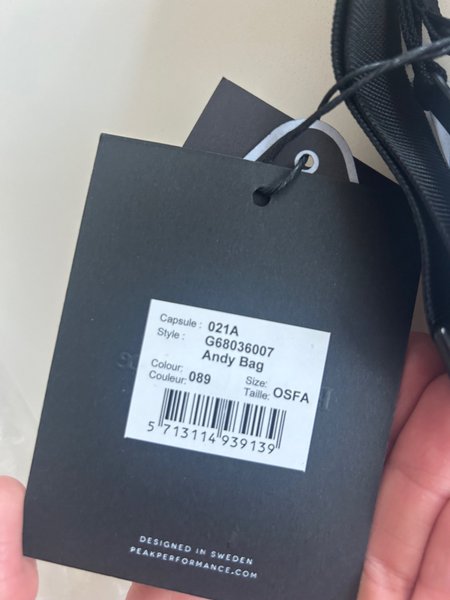 Capsule : 021A
Style : G68036007
Andy Bag
Colour:
Couleur: 089
Size:
Taille: OSFA
5 713114 939139
DESIGNED IN SWEDEN
PEAKPERFORMANCE.COM